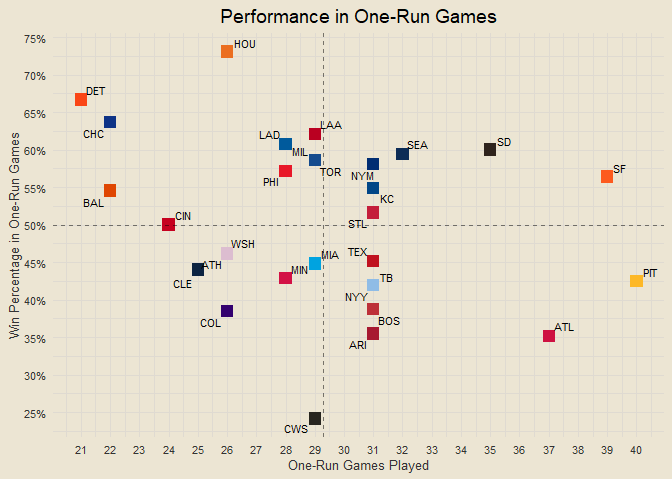 Performance in One-Run Games
75%
70%
65%
60%
55%
50%
45%
40%
35%
30%
25%
Win Percentage in One-Run Games
HOU
DET
CHC
LAA
LAD
MIL
SEA
SD
TOR
PHI
NYM
SF
BAL
KC
CIN
STL
WSH
ATH
CLE
MIA
MIN
TEX
TB
PIT
NYY
COL
BOS
ARI
ATL
CWS
21 22 23 24 25 26 27 28 29 30 31 32 33 34 35 36 37 38 39 40
One-Run Games Played